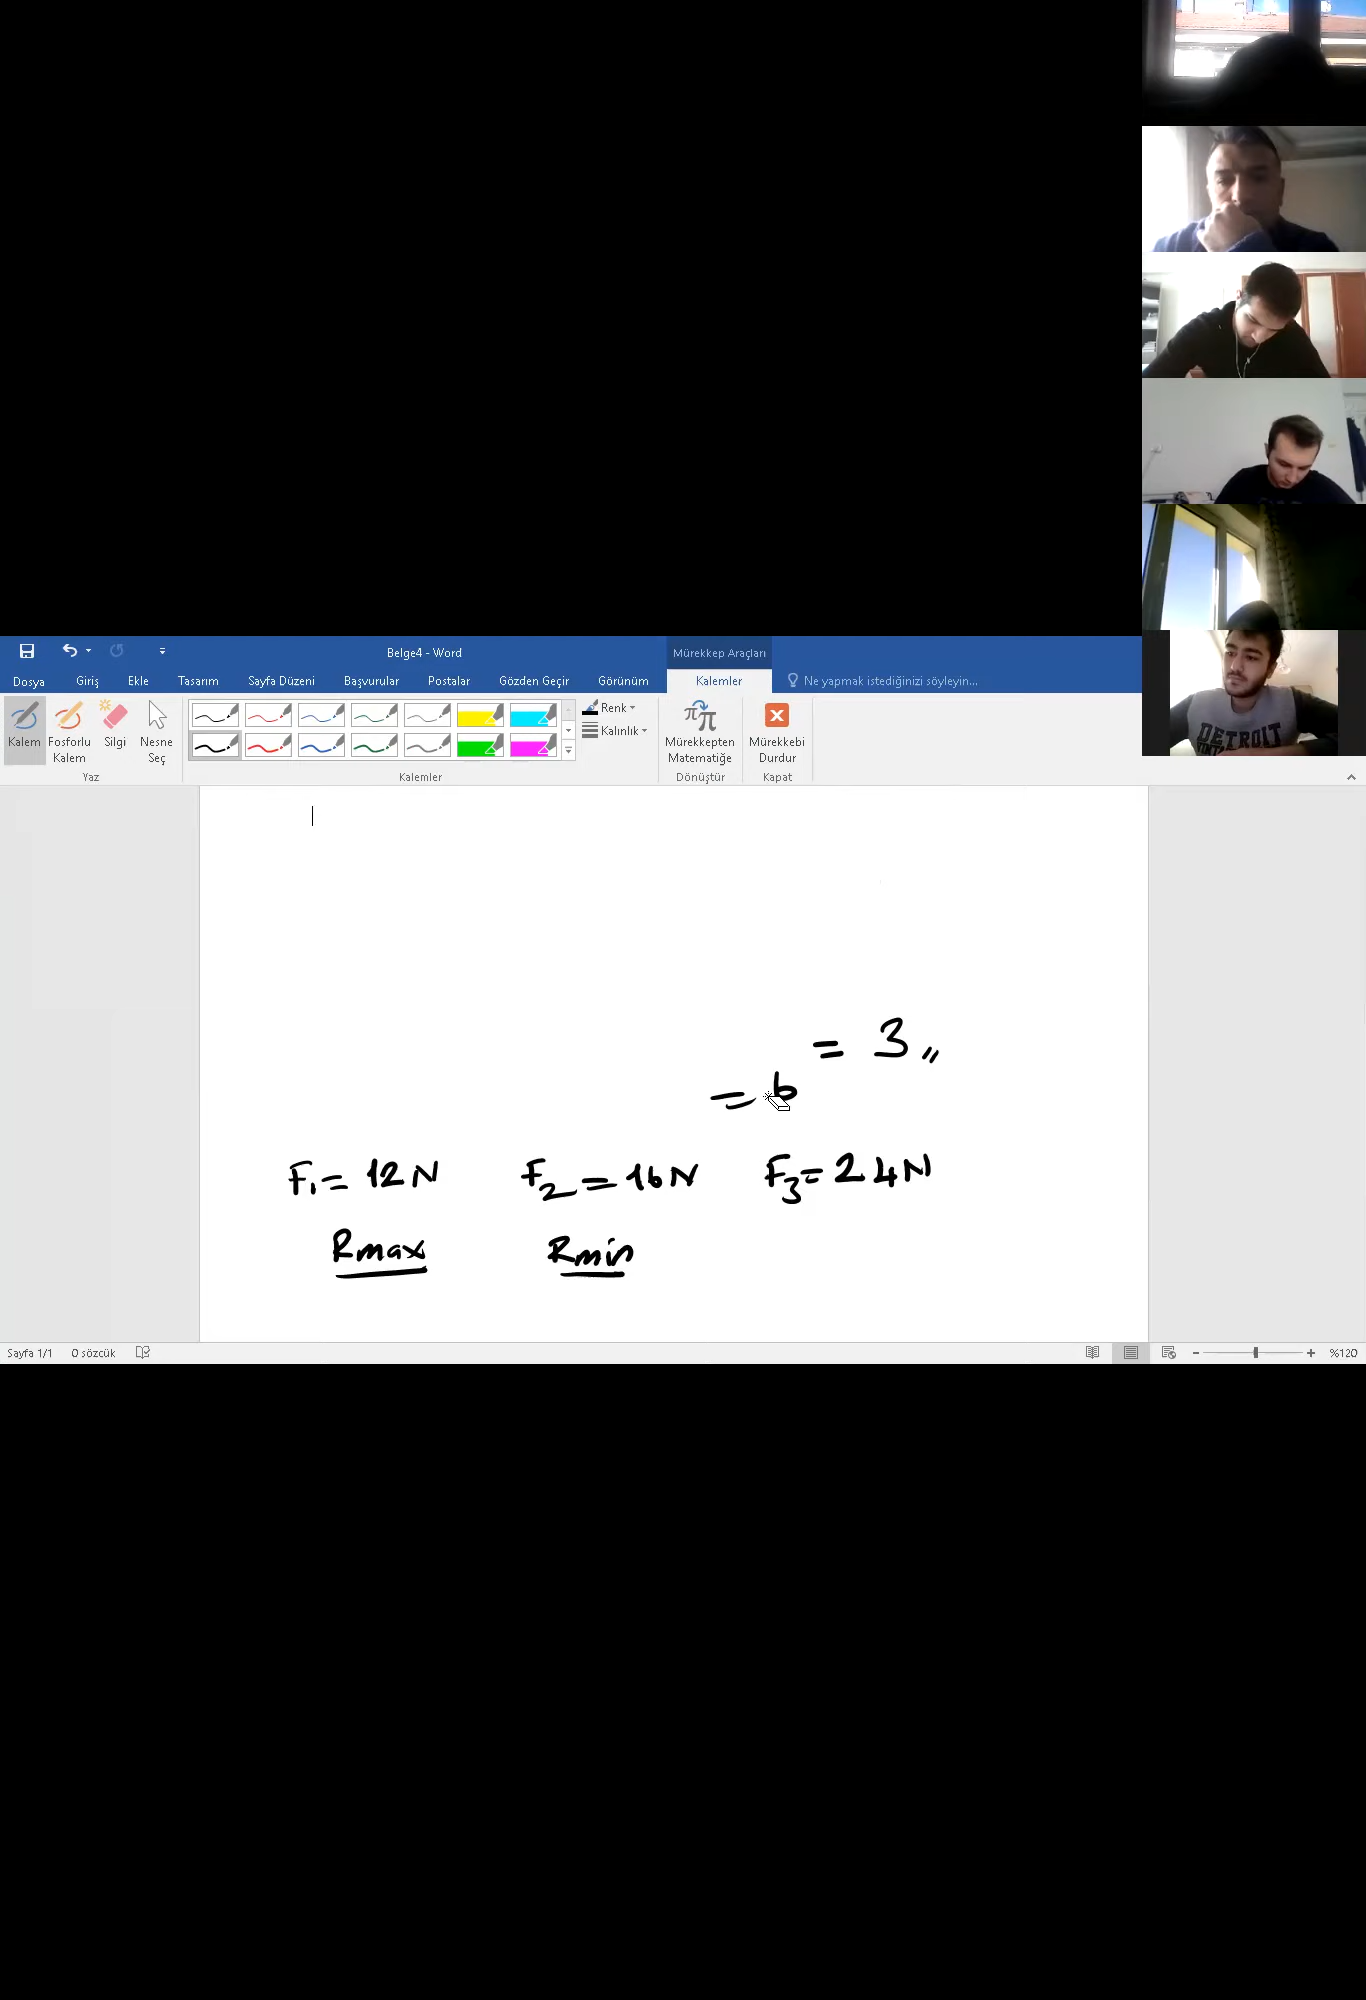 Belge4 - Word
Mürekkep Araçları
Dosya Giriş Ekle Tasarım Sayfa Düzeni Başvurular Postalar Gözden Geçir Görünüm Kalemler Ne yapmak istediğinizi söyleyin...
Kalem Fosforlu Kalem Silgi Nesne Seç Renk Kalınlık Mürekkepten Matematiğe Mürekkebi Durdur
Yaz Kalemler Dönüştür Kapat
DETROIT
= 3 ,,
= 6
F1 = 12 N F2 = 16 N F3 = 24 N
Rmax Rmin
Sayfa 1/1 0 sözcük %120